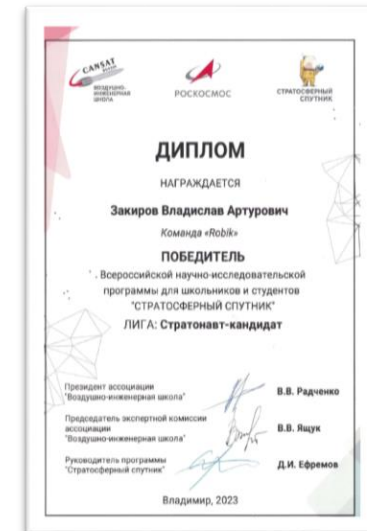 CANSAT
ВОЗДУШНО-
ИНЖЕНЕРНАЯ
ШКОЛА
РОСКОСМОС
СТРАТОСФЕРНЫЙ
СПУТНИК
ДИПЛОМ
НАГРАЖДАЕТСЯ
Закиров Владислав Артурович
Команда «Robik»
ПОБЕДИТЕЛЬ
Всероссийской научно-исследовательской
программы для школьников и студентов
"СТРАТОСФЕРНЫЙ СПУТНИК"
ЛИГА: Стратонавт-кандидат
Президент ассоциации
"Воздушно-инженерная школа"
В.В. Радченко
Председатель экспертной комиссии
ассоциации
"Воздушно-инженерная школа"
В.В. Ящук
Руководитель программы
"Стратосферный спутник"
Д.И. Ефремов
Владимир, 2023